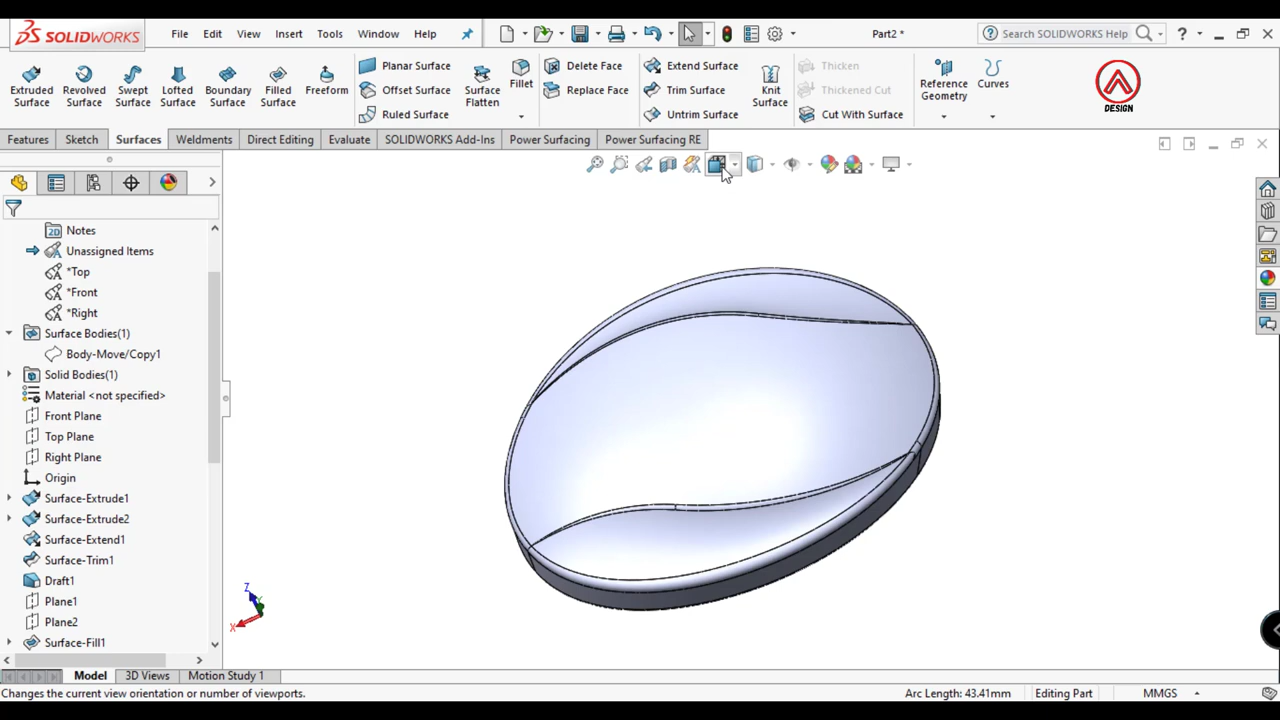 SOLIDWORKS
File Edit View Insert Tools Window Help
Part2 *
Search SOLIDWORKS Help
?
Extruded Surface
Revolved Surface
Swept Surface
Lofted Surface
Boundary Surface
Filled Surface
Freeform
Planar Surface
Offset Surface
Ruled Surface
Surface Flatten
Fillet
Delete Face
Replace Face
Extend Surface
Trim Surface
Untrim Surface
Knit Surface
Thicken
Thickened Cut
Cut With Surface
Reference Geometry
Curves
DESIGN
Features Sketch Surfaces Weldments Direct Editing Evaluate SOLIDWORKS Add-Ins Power Surfacing Power Surfacing RE
Notes
Unassigned Items
*Top
*Front
*Right
Surface Bodies(1)
Body-Move/Copy1
Solid Bodies(1)
Material <not specified>
Front Plane
Top Plane
Right Plane
Origin
Surface-Extrude1
Surface-Extrude2
Surface-Extend1
Surface-Trim1
Draft1
Plane1
Plane2
Surface-Fill1
Z
Y
X
Model 3D Views Motion Study 1
Changes the current view orientation or number of viewports.
Arc Length: 43.41mm Editing Part MMGS